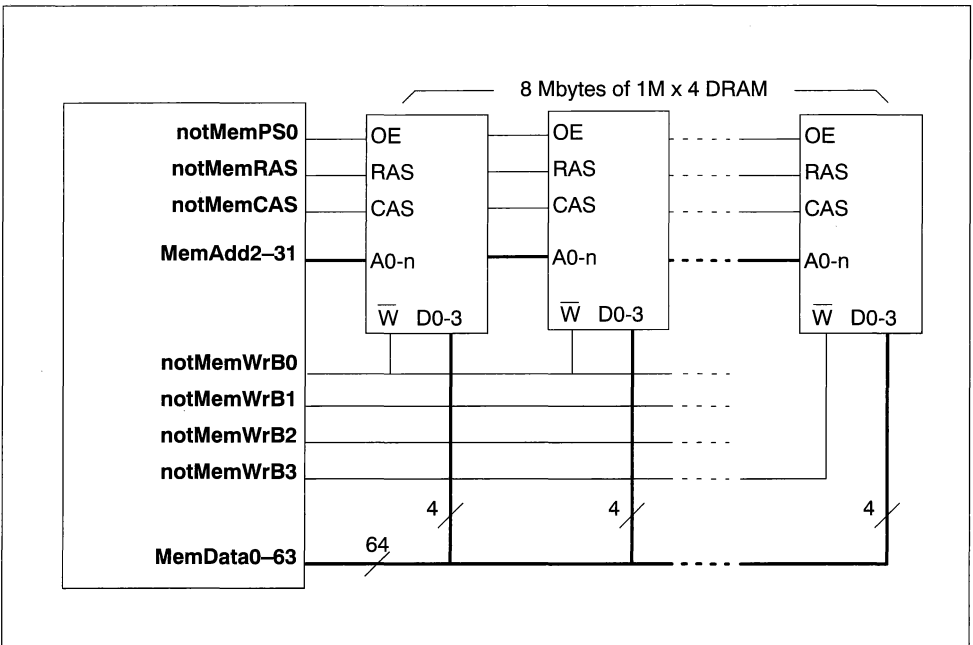 8 Mbytes of 1M x 4 DRAM
notMemPS0
notMemRAS
notMemCAS
MemAdd2–31
OE
RAS
CAS
A0-n
W D0-3
OE
RAS
CAS
A0-n
W D0-3
OE
RAS
CAS
A0-n
W D0-3
notMemWrB0
notMemWrB1
notMemWrB2
notMemWrB3
MemData0–63
64
4
4
4